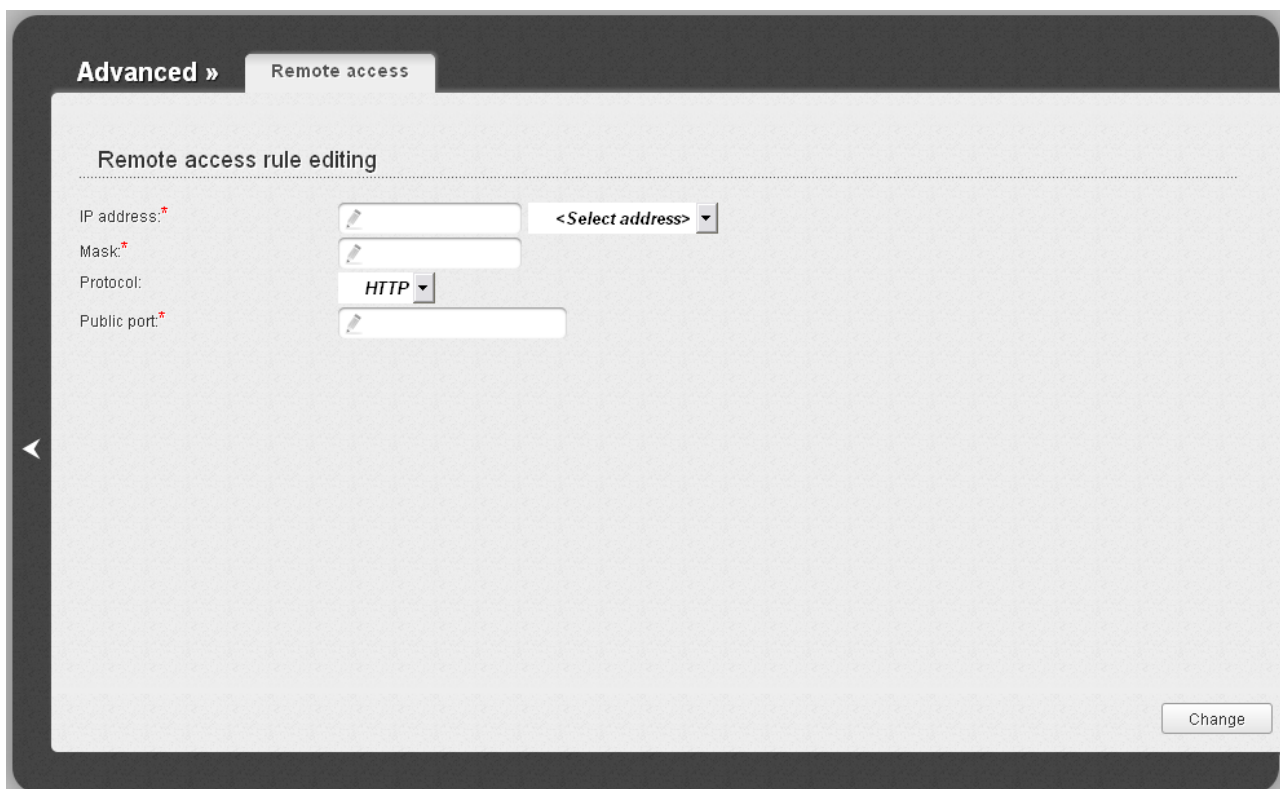 Advanced » Remote access
Remote access rule editing
IP address:* <Select address>
Mask:*
Protocol: HTTP
Public port:*
Change